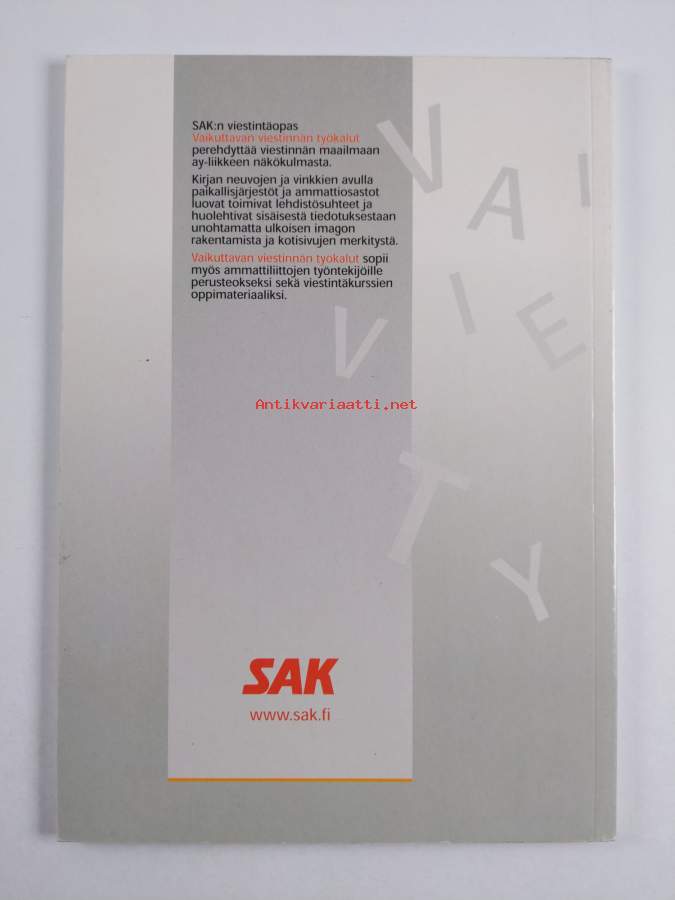 SAK:n viestintäopas
Vaikuttavan viestinnän työkalut
perehdyttää viestinnän maailmaan
ay-liikkeen näkökulmasta.
Kirjan neuvojen ja vinkkien avulla
paikallisjärjestöt ja ammattiosastot
luovat toimivat lehdistösuhteet ja
huolehtivat sisäisestä tiedotuksestaan
unohtamatta ulkoisen imagon
rakentamista ja kotisivujen merkitystä.
Vaikuttavan viestinnän työkalut sopii
myös ammattiliittojen työntekijöille
perusteokseksi sekä viestintäkurssien
oppimateriaaliksi.
V A I
V I E
T Y
Antikvariaatti.net
SAK
www.sak.fi